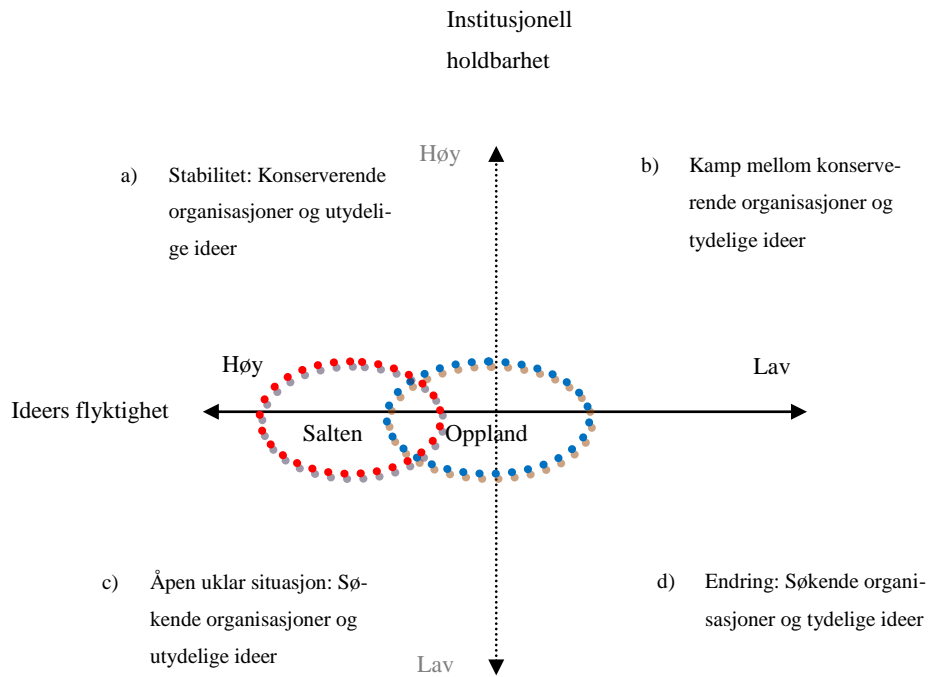 Institusjonell
holdbarhet
Høy
a) Stabilitet: Konserverende
organisasjoner og utydeli-
ge ideer
b) Kamp mellom konserve-
rende organisasjoner og
tydelige ideer
Høy
Lav
Ideers flyktighet
Salten
Oppland
c) Åpen uklar situasjon: Sø-
kende organisasjoner og
utydelige ideer
d) Endring: Søkende organi-
sasjoner og tydelige ideer
Lav